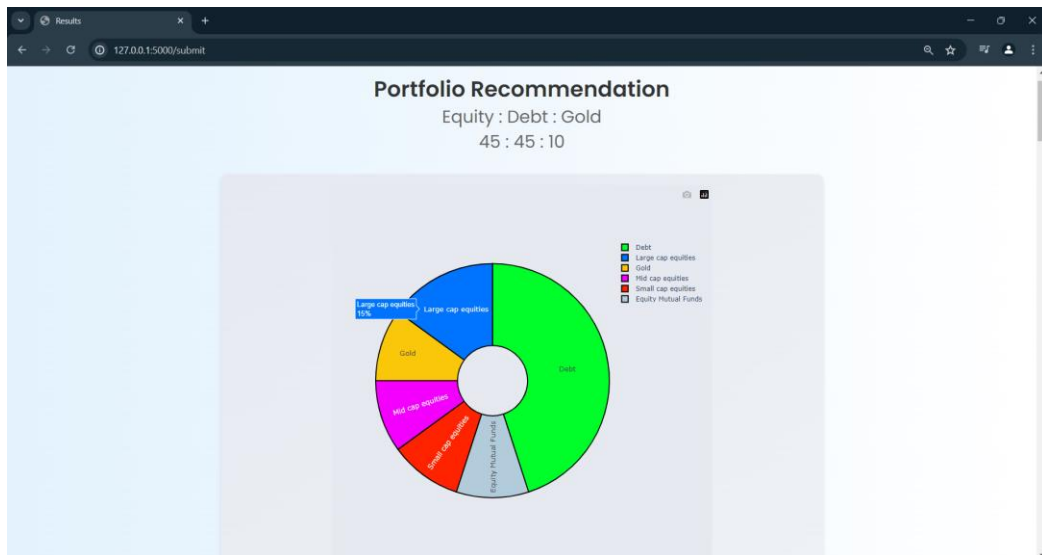 Results
127.0.0.1:5000/submit
Portfolio Recommendation
Equity : Debt : Gold
45 : 45 : 10
Debt
Large cap equities
Gold
Mid cap equities
Small cap equities
Equity Mutual Funds
Large cap equities
15%
Large cap equities
Gold
Debt
Mid cap equities
Small cap equities
Equity Mutual Funds